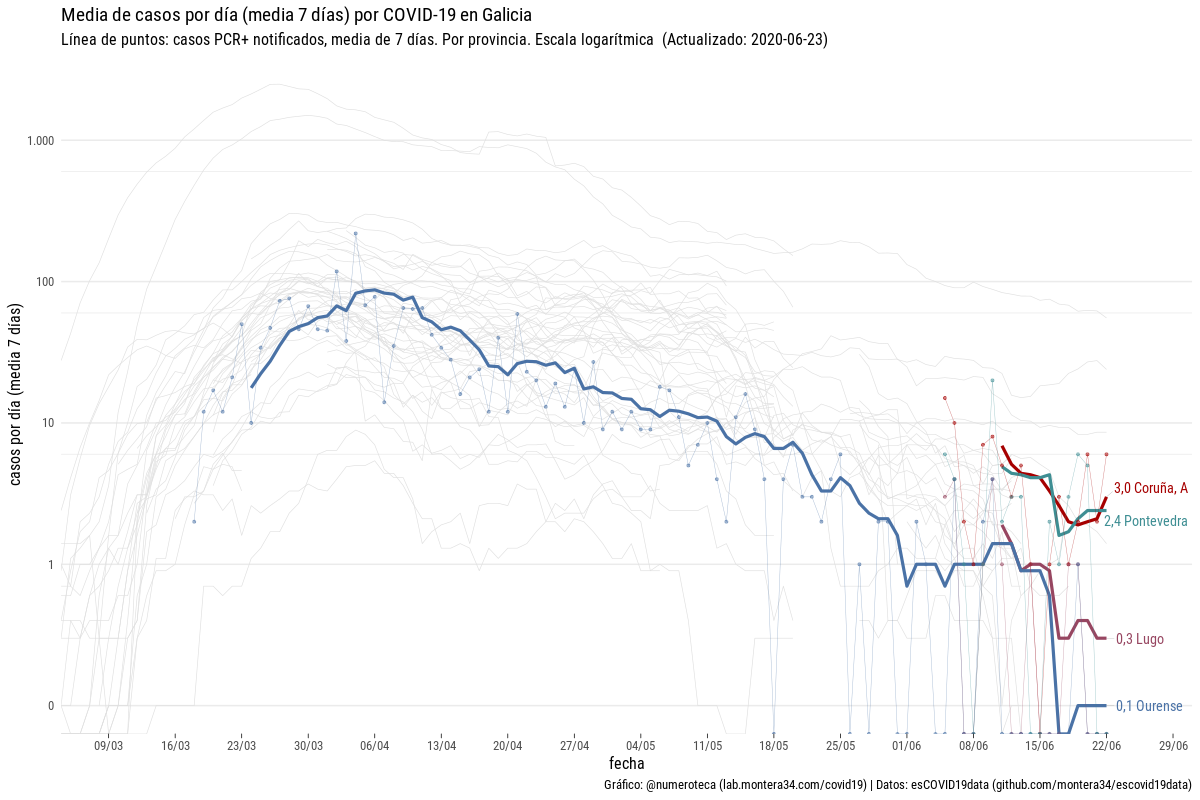 Media de casos por día (media 7 días) por COVID-19 en Galicia
Línea de puntos: casos PCR+ notificados, media de 7 días. Por provincia. Escala logarítmica (Actualizado: 2020-06-23)
casos por día (media 7 días)
1.000
100
10
1
0
3,0 Coruña, A
2,4 Pontevedra
0,3 Lugo
0,1 Ourense
09/03 16/03 23/03 30/03 06/04 13/04 20/04 27/04 04/05 11/05 18/05 25/05 01/06 08/06 15/06 22/06 29/06
fecha
Gráfico: @numeroteca (lab.montera34.com/covid19) | Datos: esCOVID19data (github.com/montera34/escovid19data)